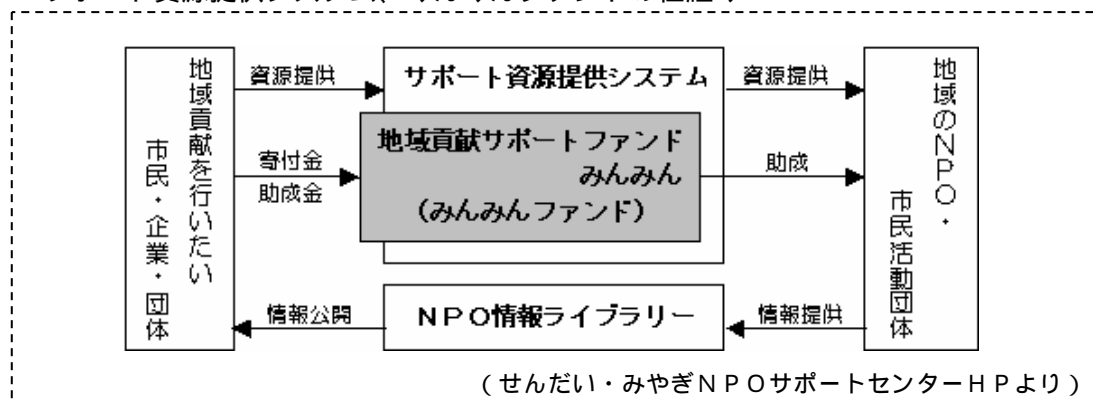 地域貢献を行いたい
市民・企業・団体
資源提供
寄付金
助成金
情報公開
サポート資源提供システム
地域貢献サポートファンド
みんみん
(みんみんファンド)
NPO情報ライブラリー
資源提供
助成
情報提供
地域のNPO・
市民活動団体
(せんだい・みやぎNPOサポートセンターHPより)